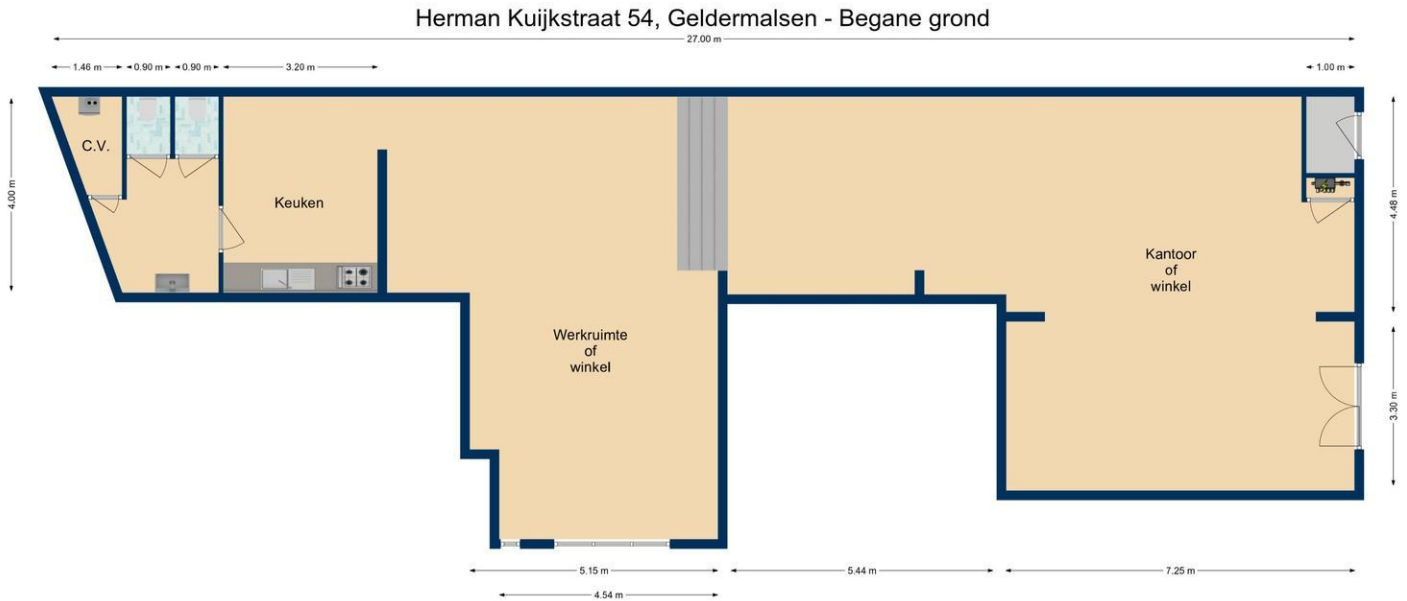 Herman Kuijkstraat 54, Geldermalsen - Begane grond
27.00 m
1.46 m
0.90 m
0.90 m
3.20 m
1.00 m
C.V.
4.00 m
Keuken
4.48 m
Kantoor
of
winkel
Werkruimte
of
winkel
3.30 m
5.15 m
5.44 m
7.25 m
4.54 m